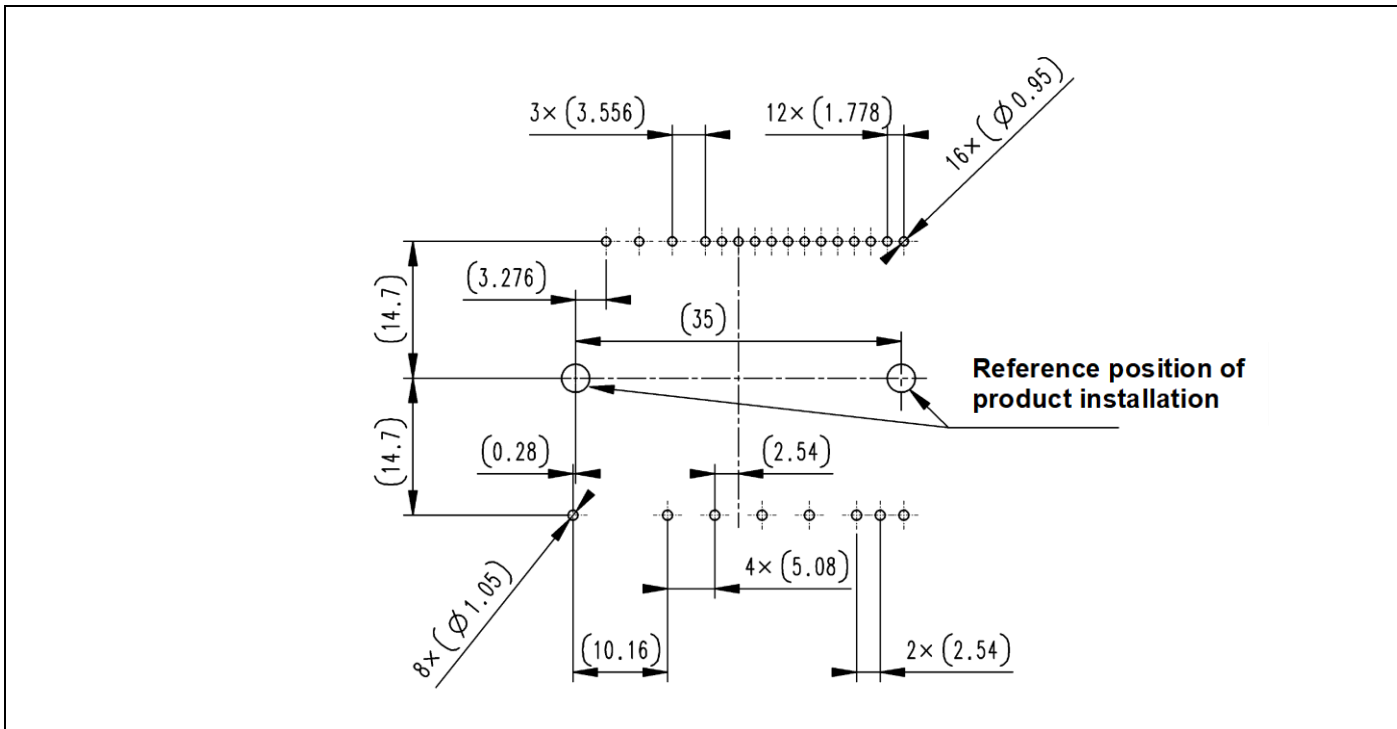 3× (3.556)
12× (1.778)
16× (Ø0.95)
(3.276)
(14.7)
(35)
Reference position of
product installation
(14.7)
(0.28)
(2.54)
4× (5.08)
8× (Ø1.05)
(10.16)
2× (2.54)